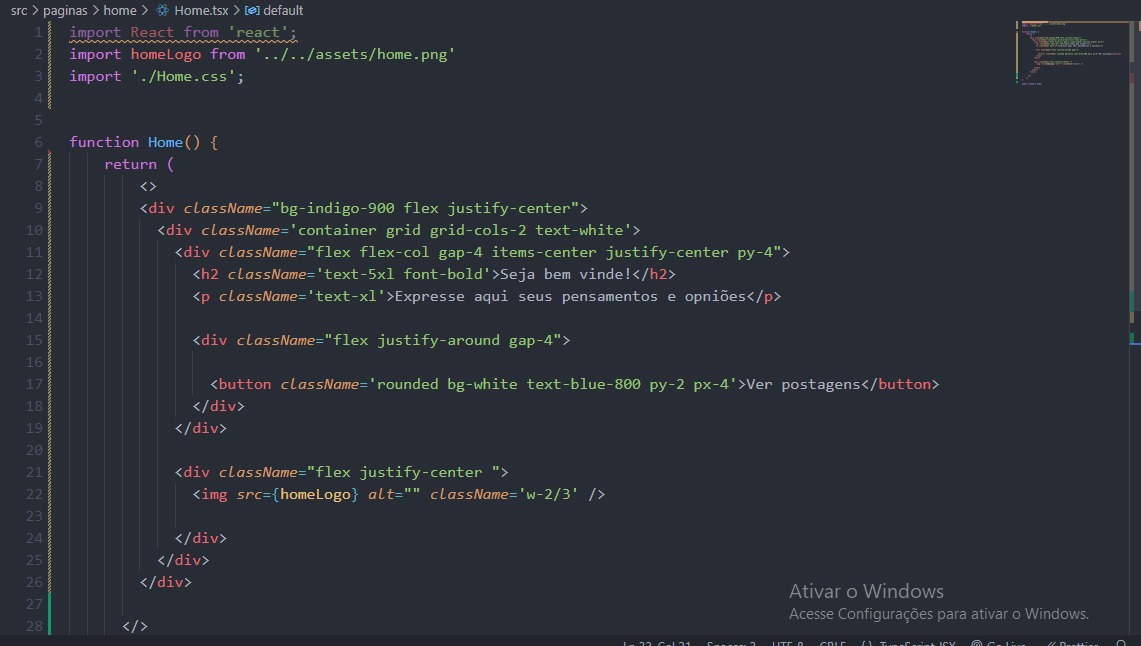 src > paginas > home > Home.tsx > default
1 import React from 'react';
2 import homeLogo from '../../assets/home.png'
3 import './Home.css';
4
5
6 function Home() {
7 return (
8 <>
9 <div className="bg-indigo-900 flex justify-center">
10 <div className='container grid grid-cols-2 text-white'>
11 <div className="flex flex-col gap-4 items-center justify-center py-4">
12 <h2 className='text-5xl font-bold'>Seja bem vinde!</h2>
13 <p className='text-xl'>Expresse aqui seus pensamentos e opniões</p>
14
15 <div className="flex justify-around gap-4">
16
17 <button className='rounded bg-white text-blue-800 py-2 px-4'>Ver postagens</button>
18 </div>
19 </div>
20
21 <div className="flex justify-center ">
22 <img src={homeLogo} alt="" className='w-2/3' />
23
24 </div>
25 </div>
26 </div>
27
28 </>
Ativar o Windows
Acesse Configurações para ativar o Windows.
UTF-8 CRLF {} TypeScript JSX Go Live Prettier